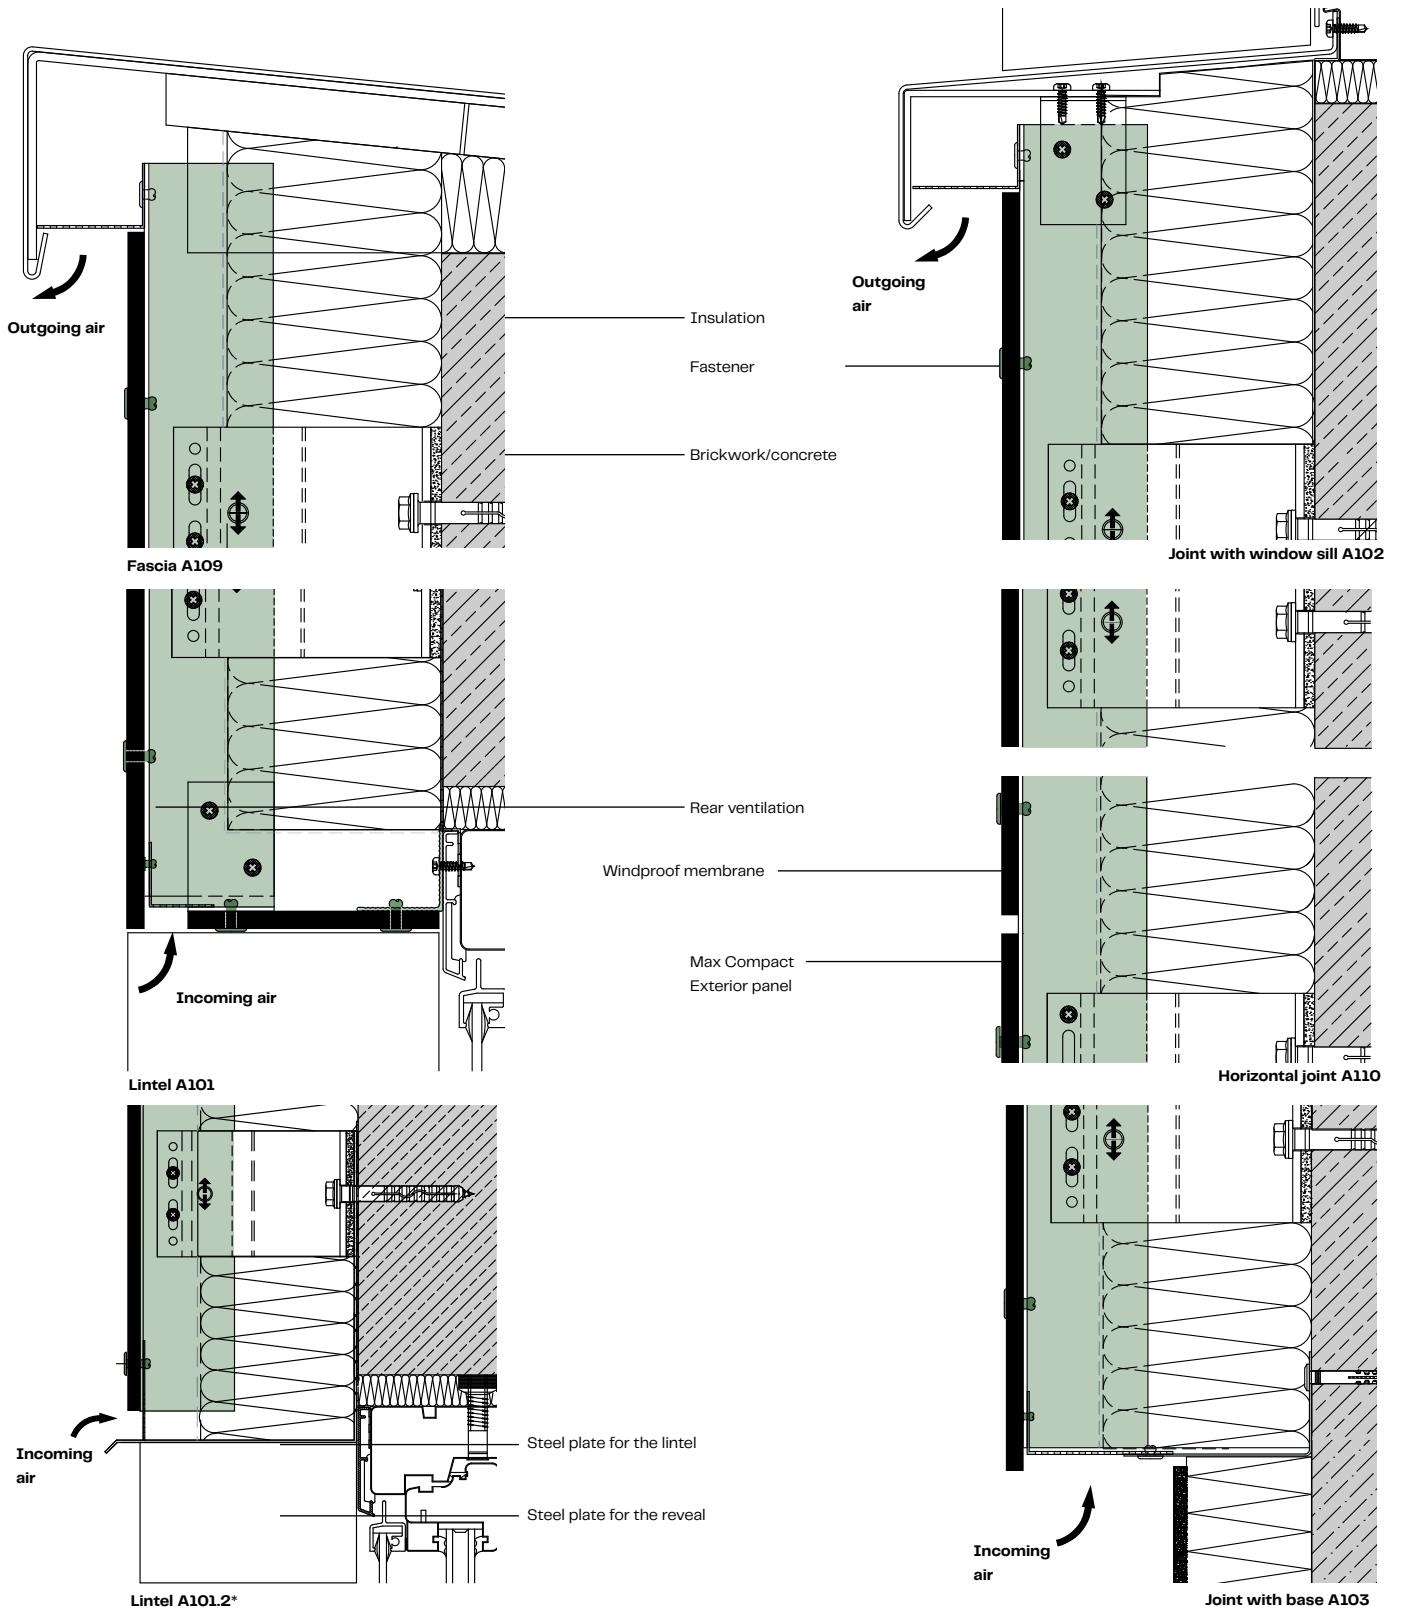 Outgoing air
Insulation
Fastener
Brickwork/concrete
Fascia A109
Outgoing
air
Joint with window sill A102
Rear ventilation
Windproof membrane
Max Compact
Exterior panel
Incoming air
Lintel A101
Horizontal joint A110
Incoming
air
Steel plate for the lintel
Steel plate for the reveal
Lintel A101.2*
Incoming
air
Joint with base A103